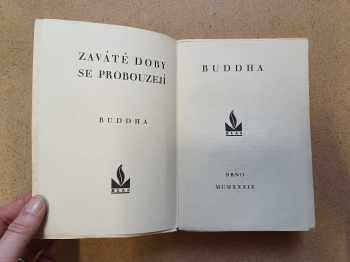 ZAVÁTÉ DOBY
SE PROBOUZEJÍ
BUDDHA
BUDDHA
BRNO
MCMXXXIX